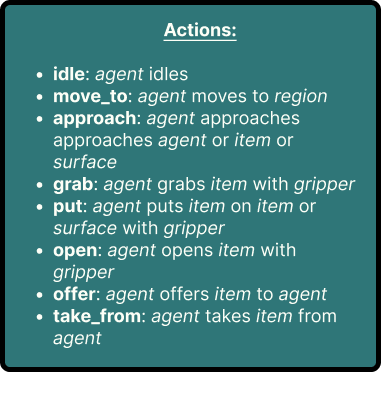 Actions:
• idle: agent idles
• move_to: agent moves to region
• approach: agent approaches
approaches agent or item or
surface
• grab: agent grabs item with gripper
• put: agent puts item on item or
surface with gripper
• open: agent opens item with
gripper
• offer: agent offers item to agent
• take_from: agent takes item from
agent